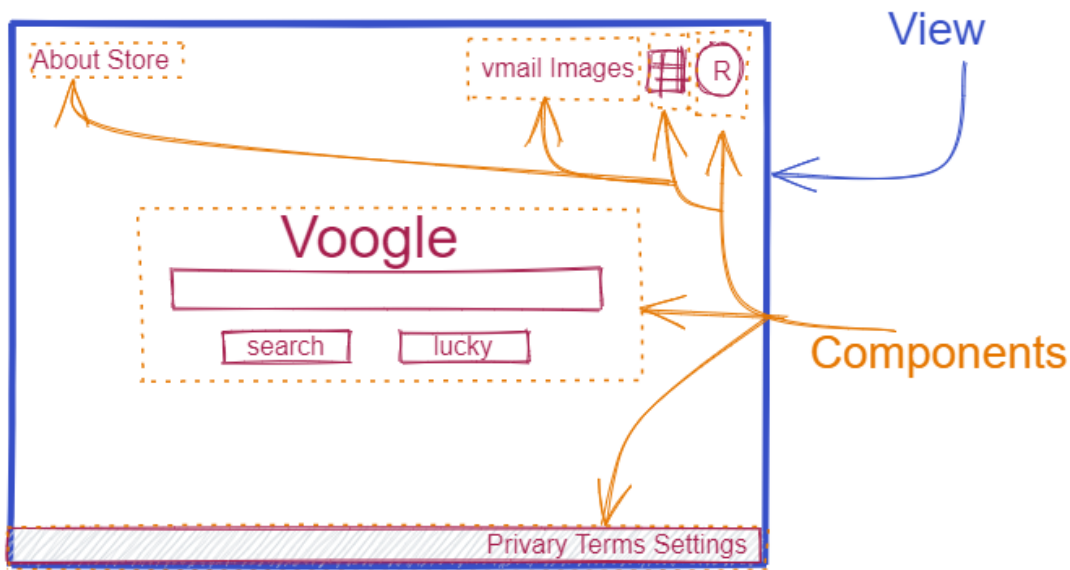 View
About Store
vmail Images
R
Voogle
search
lucky
Components
Privary Terms Settings